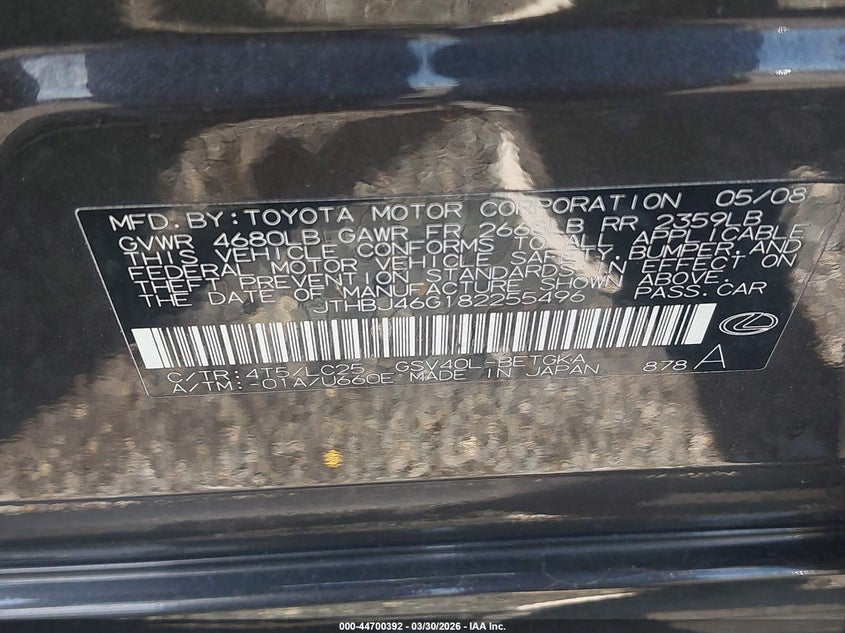 MFD.BY:TOYOTA MOTOR CORPORATION 05/08
GVWR 4680LB GAWR FR 266 LB RR 2359LB
THIS VEHICLE CONFORMS TO ALL APPLICABLE
FEDERAL MOTOR VEHICLE SAFETY,BUMPER,AND
THEFT PREVENTION STANDARDS IN EFFECT ON
THE DATE OF MANUFACTURE SHOWN ABOVE.
JTHBJ46G182255496 PASS.CAR
C/TR:4T5/LC25 GSV40L-BETGKA 878 A
A/TM:-01A/U660E MADE IN JAPAN
000-44700392 — 03/30/2026 - IAA Inc.